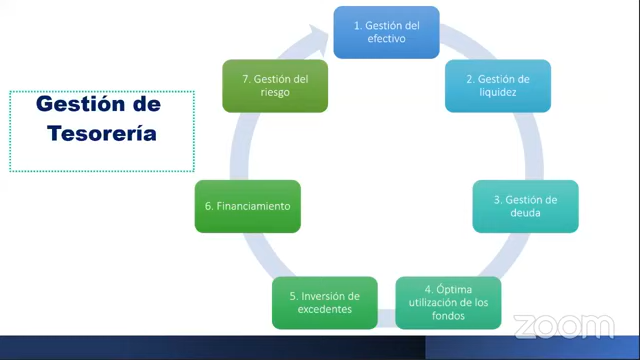 Gestión de
Tesorería
1. Gestión del
efectivo
2. Gestión de
liquidez
3. Gestión de
deuda
4. Óptima
utilización de los
fondos
5. Inversión de
excedentes
6. Financiamiento
7. Gestión del
riesgo
zoom